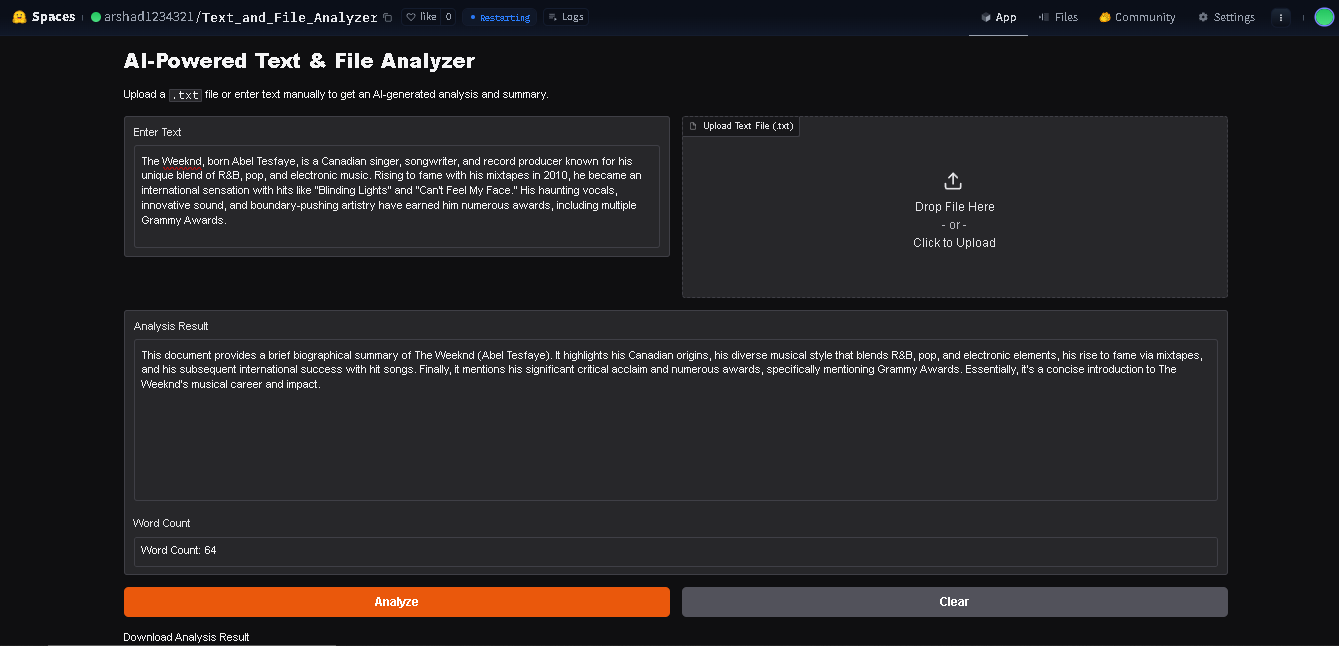 Spaces arshad1234321/Text_and_File_Analyzer like 0 Restarting Logs App Files Community Settings
AI-Powered Text & File Analyzer
Upload a .txt file or enter text manually to get an AI-generated analysis and summary.
Enter Text
The Weeknd, born Abel Tesfaye, is a Canadian singer, songwriter, and record producer known for his
unique blend of R&B, pop, and electronic music. Rising to fame with his mixtapes in 2010, he became an
international sensation with hits like "Blinding Lights" and "Can't Feel My Face." His haunting vocals,
innovative sound, and boundary-pushing artistry have earned him numerous awards, including multiple
Grammy Awards.
Upload Text File (.txt)
Drop File Here
- or -
Click to Upload
Analysis Result
This document provides a brief biographical summary of The Weeknd (Abel Tesfaye). It highlights his Canadian origins, his diverse musical style that blends R&B, pop, and electronic elements, his rise to fame via mixtapes,
and his subsequent international success with hit songs. Finally, it mentions his significant critical acclaim and numerous awards, specifically mentioning Grammy Awards. Essentially, it's a concise introduction to The
Weeknd's musical career and impact.
Word Count
Word Count: 64
Analyze
Clear
Download Analysis Result